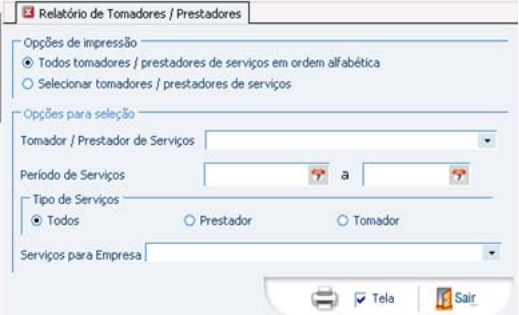 Relatório de Tomadores / Prestadores
Opções de impressão
Todos tomadores / prestadores de serviços em ordem alfabética
Selecionar tomadores / prestadores de serviços
Opções para seleção
Tomador / Prestador de Serviços
Período de Serviços a
Tipo de Serviços
Todos Prestador Tomador
Serviços para Empresa
Tela Sair